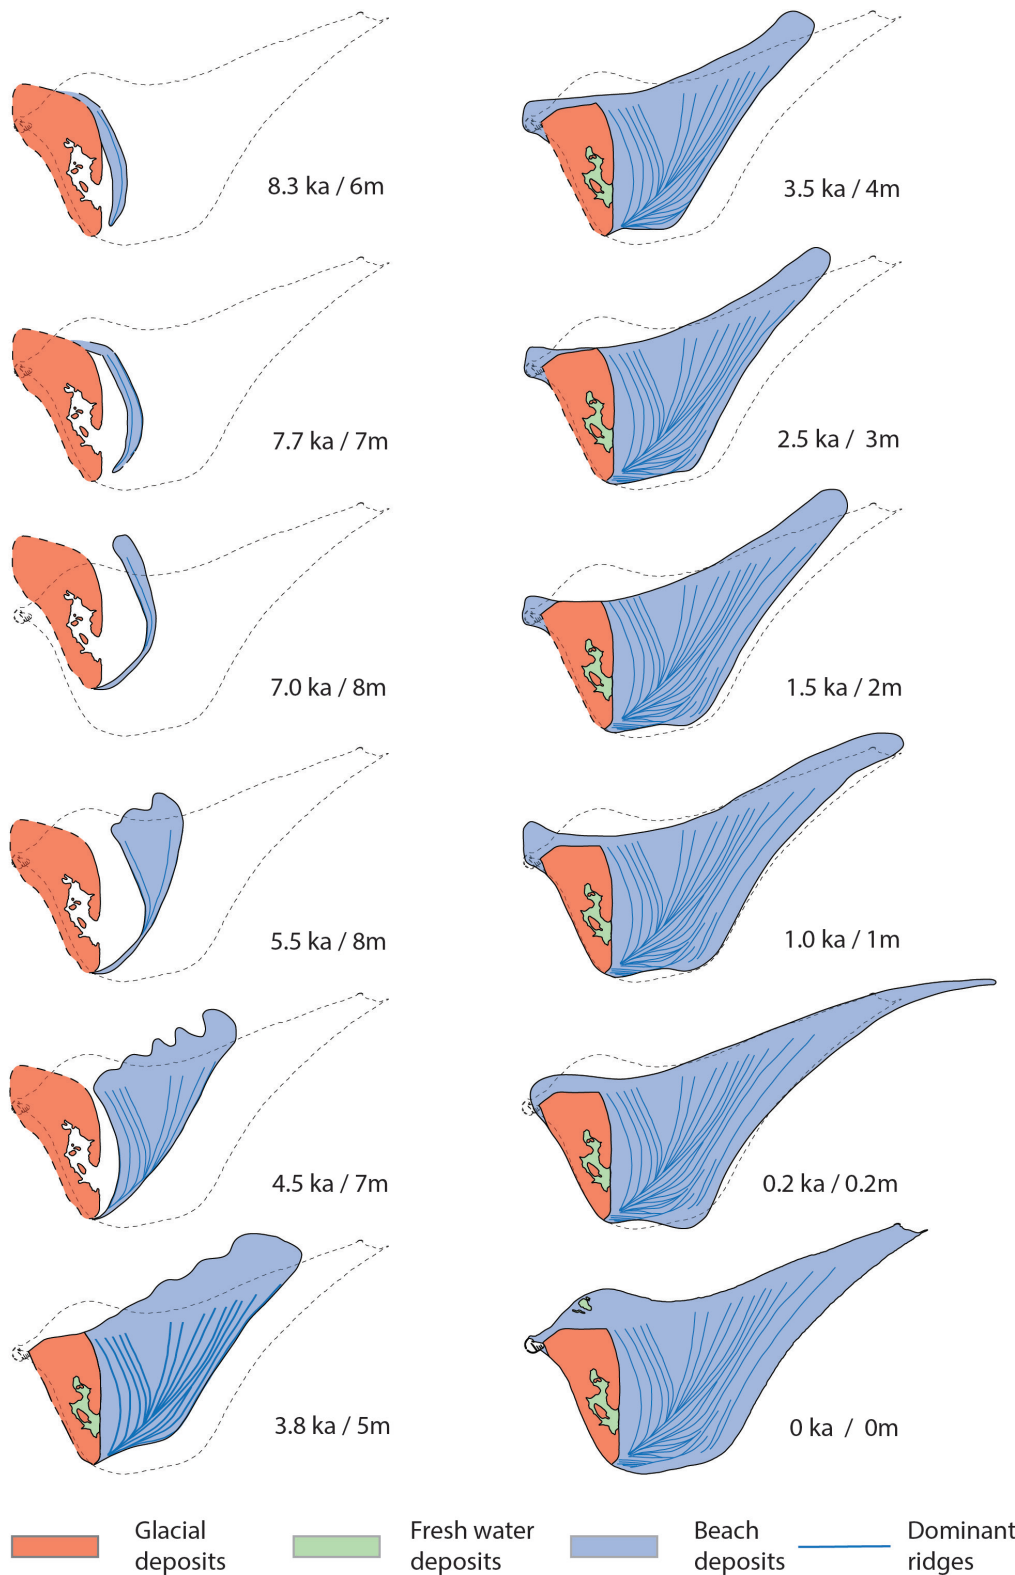 8.3 ka / 6m
7.7 ka / 7m
7.0 ka / 8m
5.5 ka / 8m
4.5 ka / 7m
3.8 ka / 5m
3.5 ka / 4m
2.5 ka /  3m
1.5 ka / 2m
1.0 ka / 1m
0.2 ka / 0.2m
0 ka  /  0m
Glacial
deposits
Fresh water
deposits
Beach
deposits
Dominant
ridges